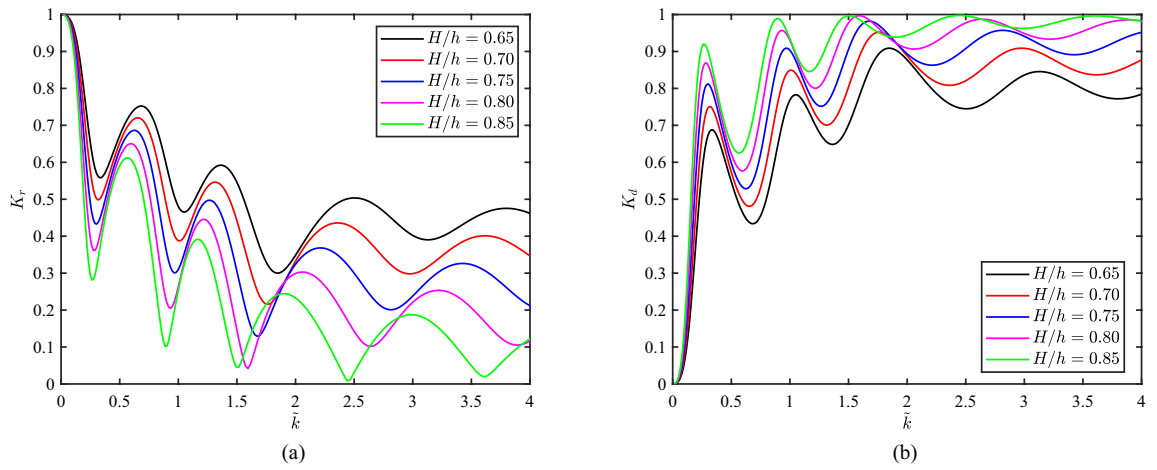 1
0.9
0.8
0.7
0.6
0.5
0.4
0.3
0.2
0.1
0
K_r
H/h = 0.65
H/h = 0.70
H/h = 0.75
H/h = 0.80
H/h = 0.85
0 0.5 1 1.5 2 2.5 3 3.5 4
k̃
(a)
1
0.9
0.8
0.7
0.6
0.5
0.4
0.3
0.2
0.1
0
K_d
H/h = 0.65
H/h = 0.70
H/h = 0.75
H/h = 0.80
H/h = 0.85
0 0.5 1 1.5 2 2.5 3 3.5 4
k̃
(b)